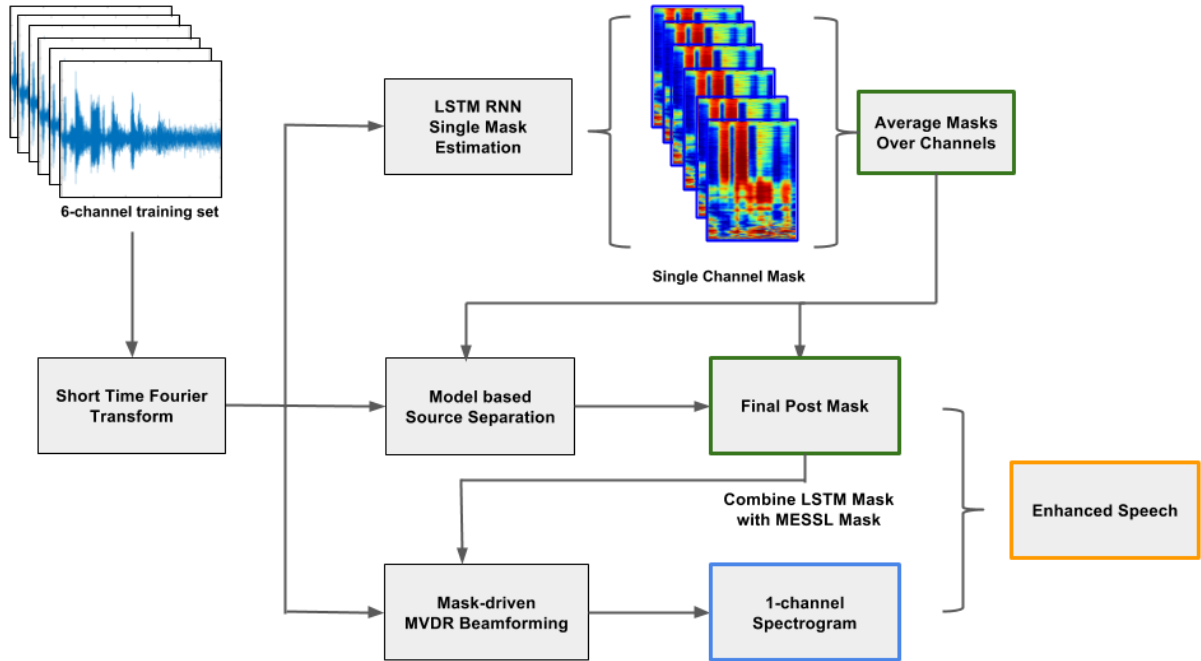 6-channel training set
LSTM RNN
Single Mask
Estimation
Average Masks
Over Channels
Single Channel Mask
Short Time Fourier
Transform
Model based
Source Separation
Final Post Mask
Combine LSTM Mask
with MESSL Mask
Enhanced Speech
Mask-driven
MVDR Beamforming
1-channel
Spectrogram